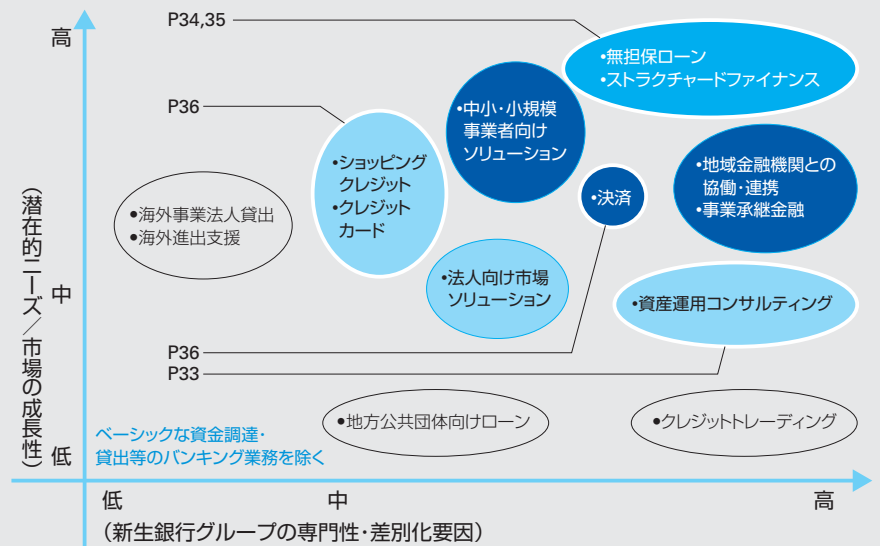 高
P34,35
•無担保ローン
•ストラクチャードファイナンス
P36
•中小・小規模
事業者向け
ソリューション
•ショッピング
クレジット
•クレジット
カード
•地域金融機関との
協働・連携
•事業承継金融
•決済
●海外事業法人貸出
●海外進出支援
(潜在的ニーズ/市場の成長性)
中
•法人向け市場
ソリューション
•資産運用コンサルティング
P36
P33
●地方公共団体向けローン
●クレジットトレーディング
ベーシックな資金調達・
貸出等のバンキング業務を除く
低
低
中
高
(新生銀行グループの専門性・差別化要因)